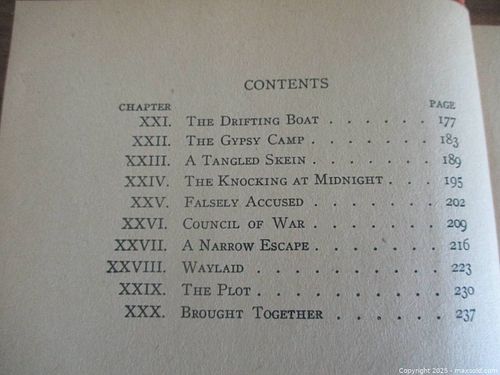 CONTENTS
CHAPTER PAGE
XXI. THE DRIFTING BOAT . . . . . . 177
XXII. THE GYPSY CAMP . . . . . . . 183
XXIII. A TANGLED SKEIN . . . . . . . 189
XXIV. THE KNOCKING AT MIDNIGHT . . . 195
XXV. FALSELY ACCUSED . . . . . . . 202
XXVI. COUNCIL OF WAR . . . . . . . 209
XXVII. A NARROW ESCAPE . . . . . . . 216
XXVIII. WAYLAID . . . . . . . . . . 223
XXIX. THE PLOT . . . . . . . . . . 230
XXX. BROUGHT TOGETHER . . . . . . 237
Copyright 2025 - maxsold.com